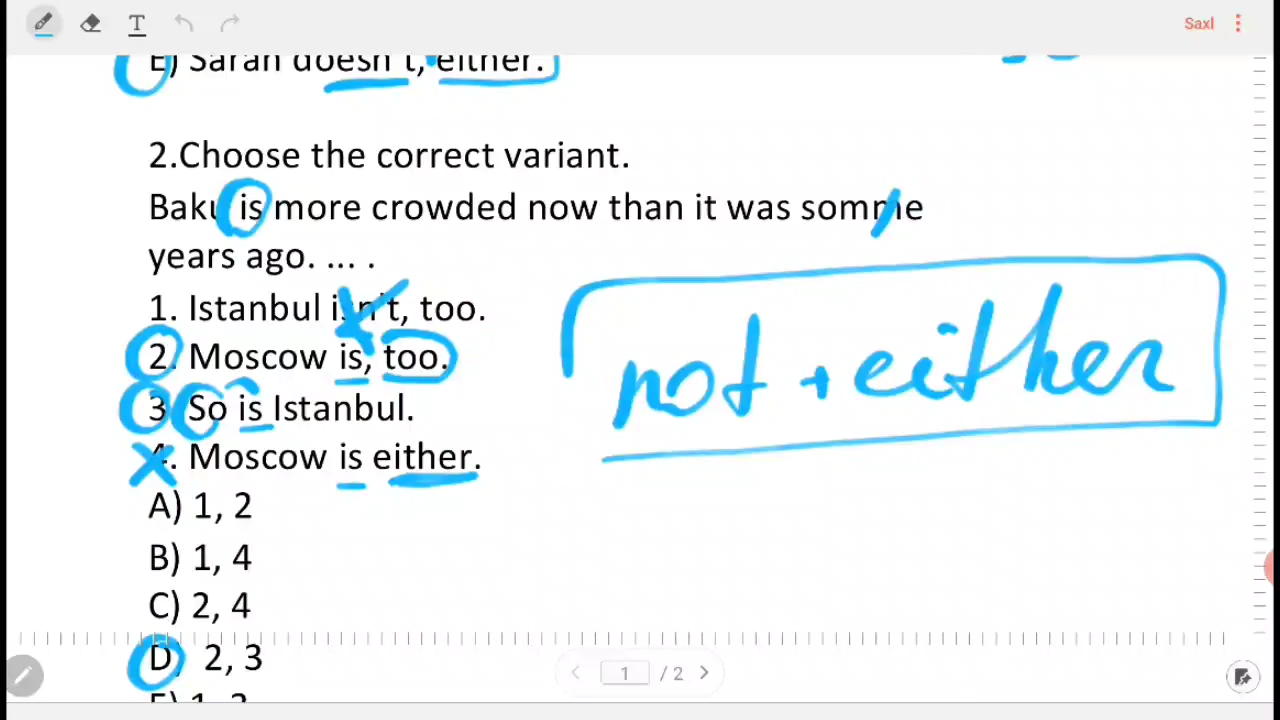 T
Saxl
E) Sarah doesn't, either.
2.Choose the correct variant.
Baku is more crowded now than it was somme
years ago. ... .
1. Istanbul isn't, too.
2. Moscow is, too.
3. So is Istanbul.
4. Moscow is either.
not + either
A) 1, 2
B) 1, 4
C) 2, 4
D) 2, 3
1 / 2